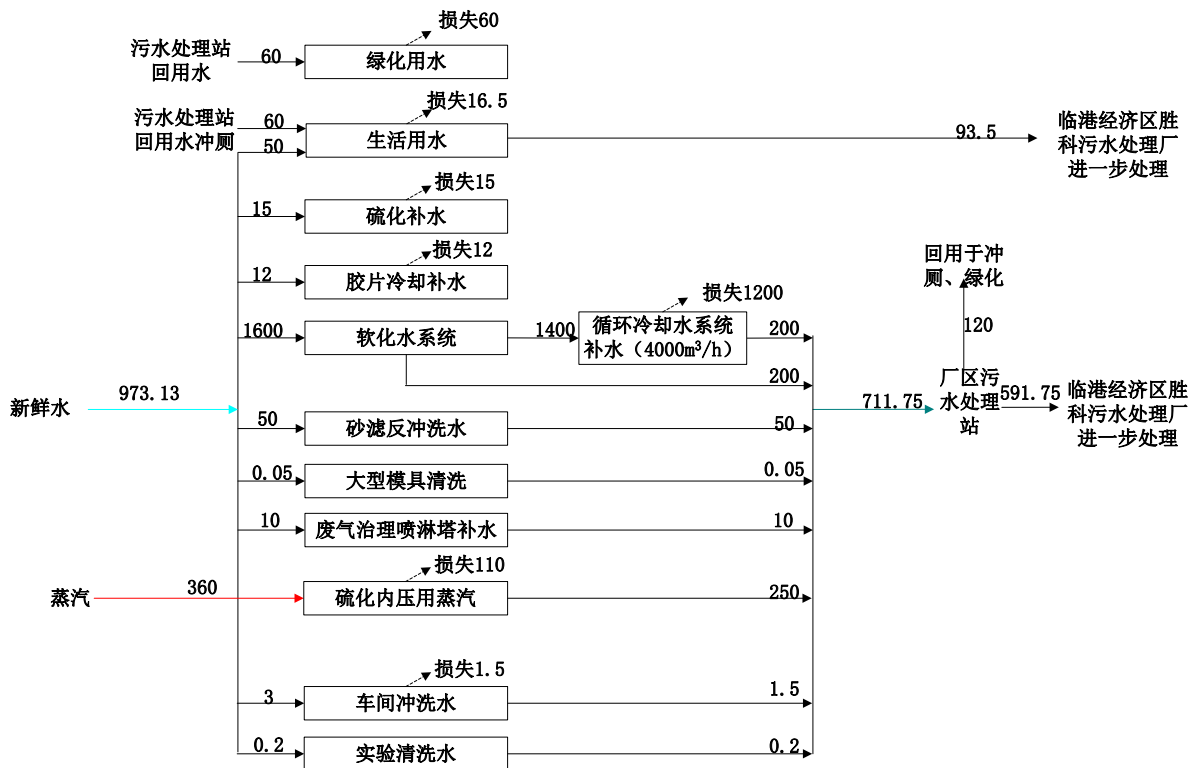 损失60
污水处理站
回用水
60
绿化用水
损失16.5
污水处理站
回用水冲厕
60
50
生活用水
93.5
临港经济区胜
科污水处理厂
进一步处理
损失15
15
硫化补水
损失12
12
胶片冷却补水
回用于冲
厕、绿化
损失1200
1600
软化水系统
1400
循环冷却水系统
补水（4000m³/h）
200
120
200
新鲜水
973.13
711.75
厂区污
水处理
站
591.75
临港经济区胜
科污水处理厂
进一步处理
50
砂滤反冲洗水
50
0.05
大型模具清洗
0.05
10
废气治理喷淋塔补水
10
损失110
蒸汽
360
硫化内压用蒸汽
250
损失1.5
3
车间冲洗水
1.5
0.2
实验清洗水
0.2